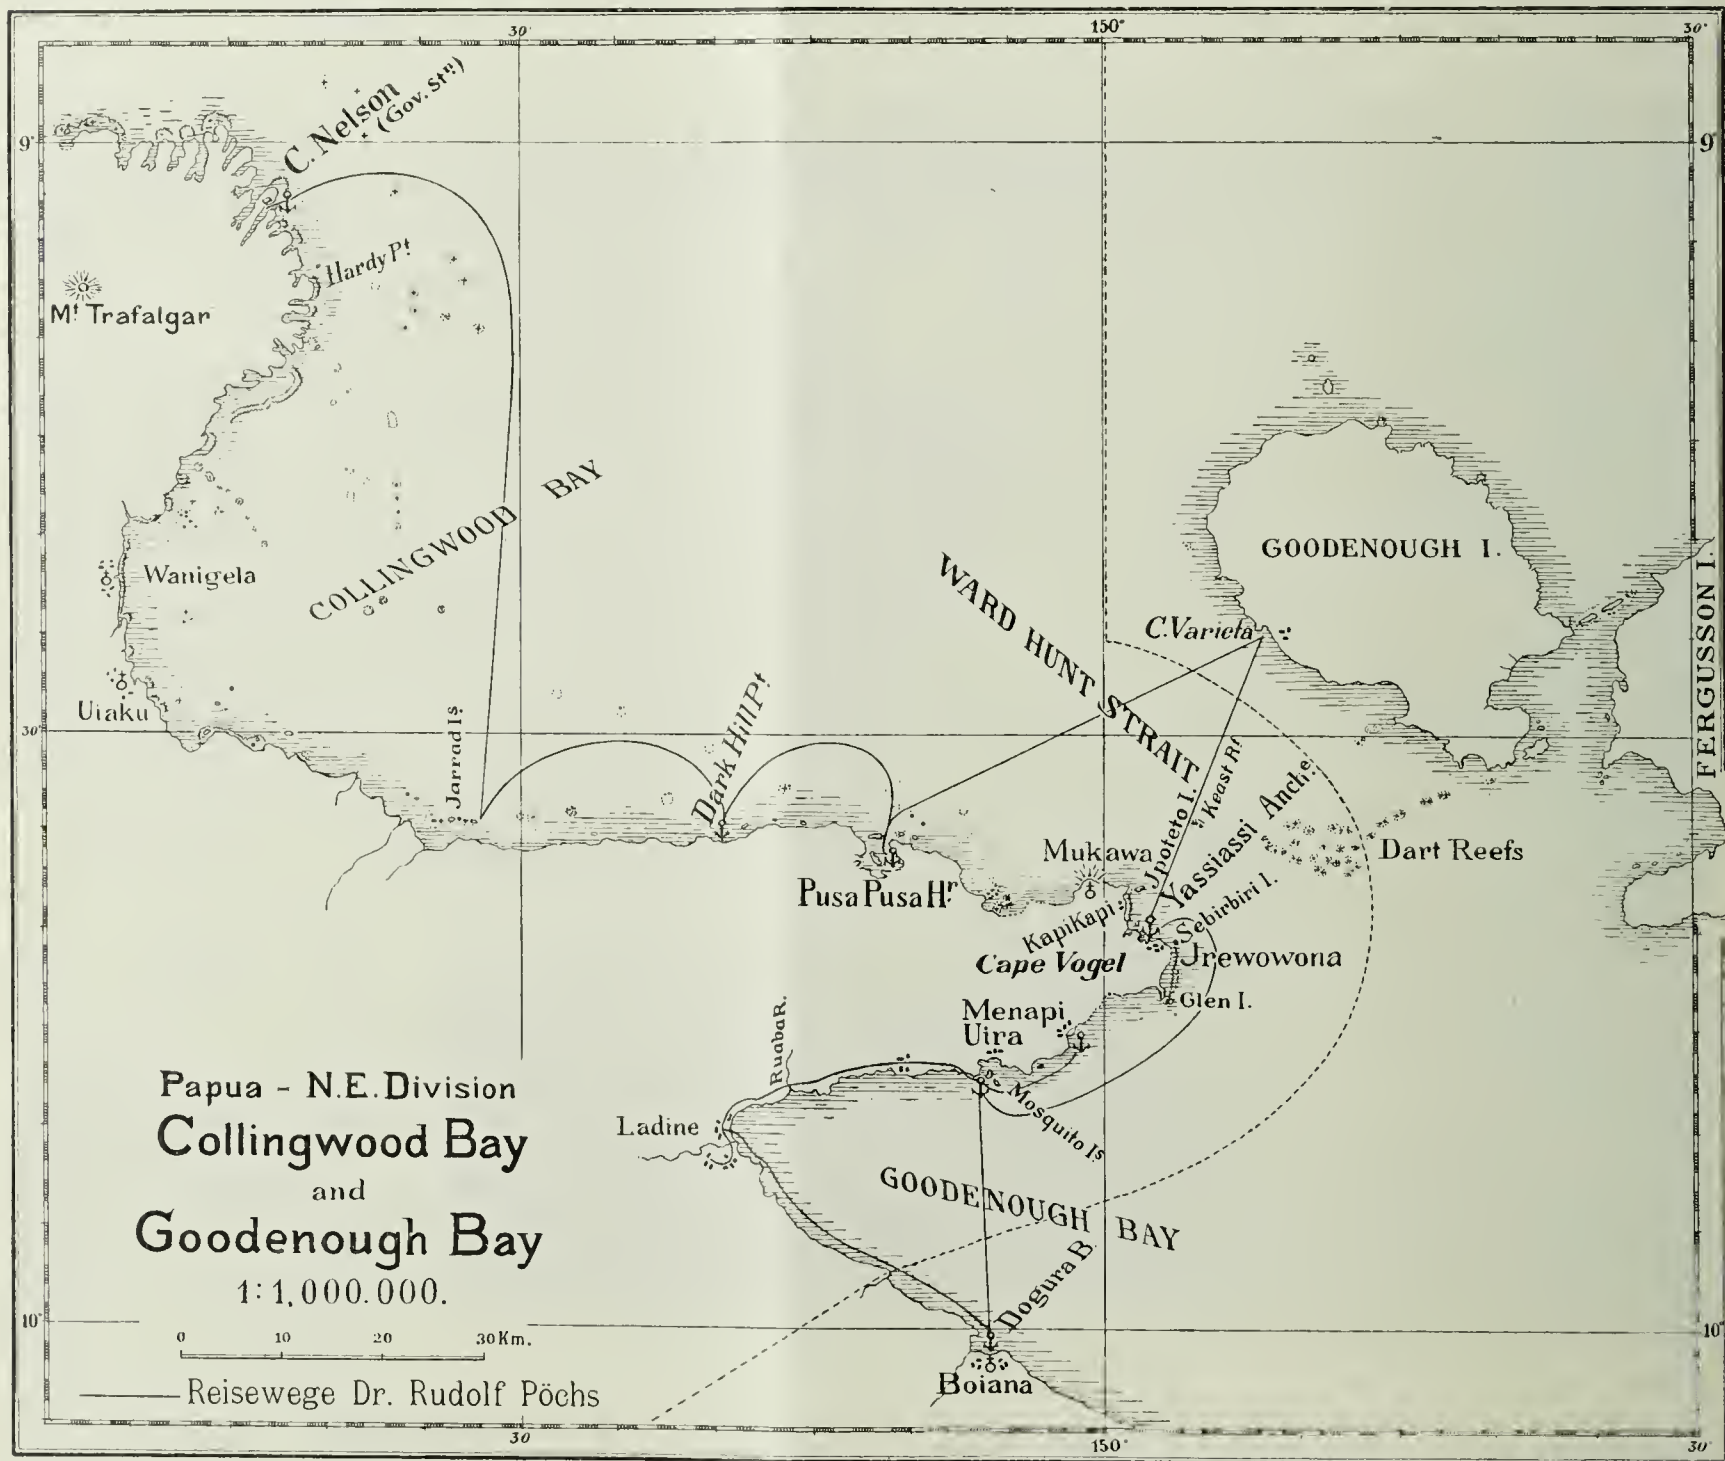 30'
150°
30'
C. Nelson
(Gov. Stn.)
9°
9°
Hardy Pt.
Mt. Trafalgar
COLLINGWOOD BAY
GOODENOUGH I.
Wanigela
WARD HUNT STRAIT
C. Varieta
FERGUSSON I.
Uiaku
30'
Jarrad Is.
Dark Hill Pt.
Keast Rf.
Jpoteto I.
Yassiassi Anche.
Mukawa
Dart Reefs
Pusa Pusa Hr.
KapiKapi
Sebirbiri I.
Cape Vogel
Jrewowona
Glen I.
Menapi
Uira
Ruaba R.
Mosquito Is.
Ladine
Papua - N.E. Division
Collingwood Bay
and
Goodenough Bay
1:1,000.000.
GOODENOUGH BAY
Dogura B.
10°
10°
0 10 20 30 Km.
Boiana
Reisewege Dr. Rudolf Pöchs
30
150°
30'